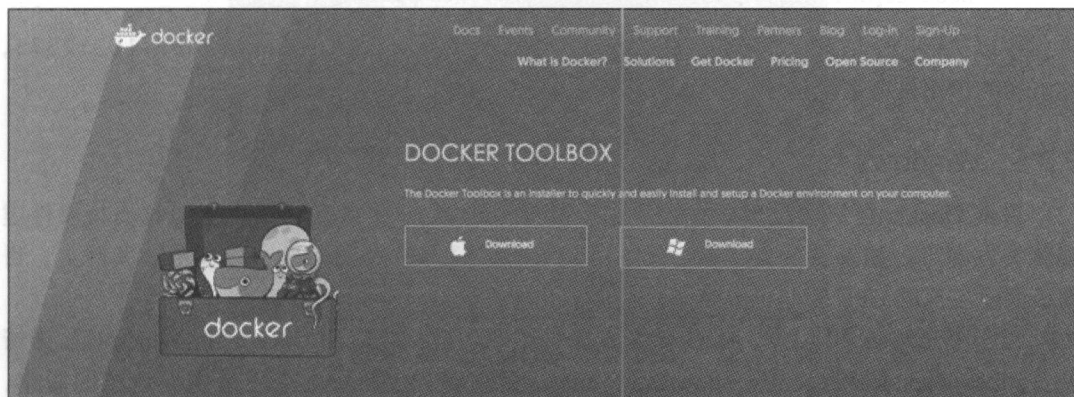 docker
Docs Events Community Support Training Partners Blog Log-in Sign-Up
What is Docker? Solutions Get Docker Pricing Open Source Company
DOCKER TOOLBOX
The Docker Toolbox is an installer to quickly and easily install and setup a Docker environment on your computer.
Download Download
docker